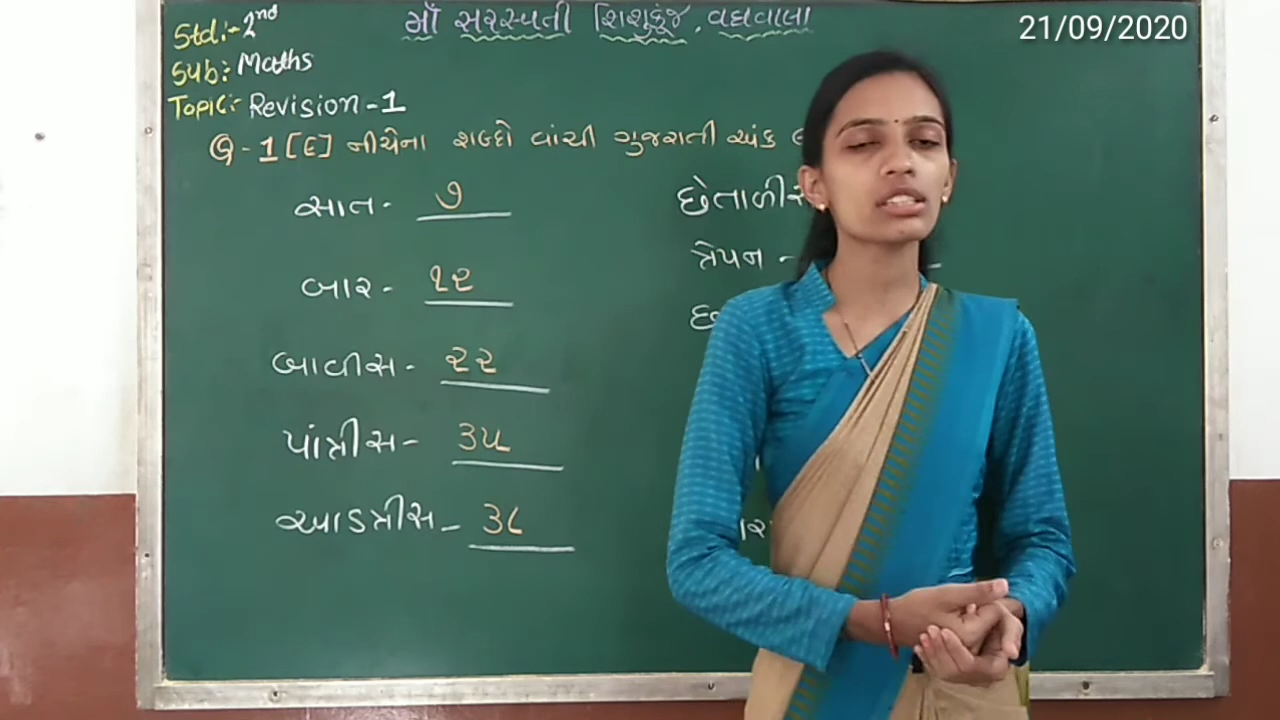 માઁ સરસ્વતી શિશુકુંજ, વઘવાલા
21/09/2020
Std:- 2nd
Sub: Maths
Topic:- Revision - 1
Q - 1 [E] નીચેના શબ્દો વાંચી ગુજરાતી અંક
સાત - ૭
બાર - ૧૨
બાવીસ - ૨૨
પાંત્રીસ - ૩૫
આડત્રીસ - ૩૮
છેતાળીસ
ત્રેપન -